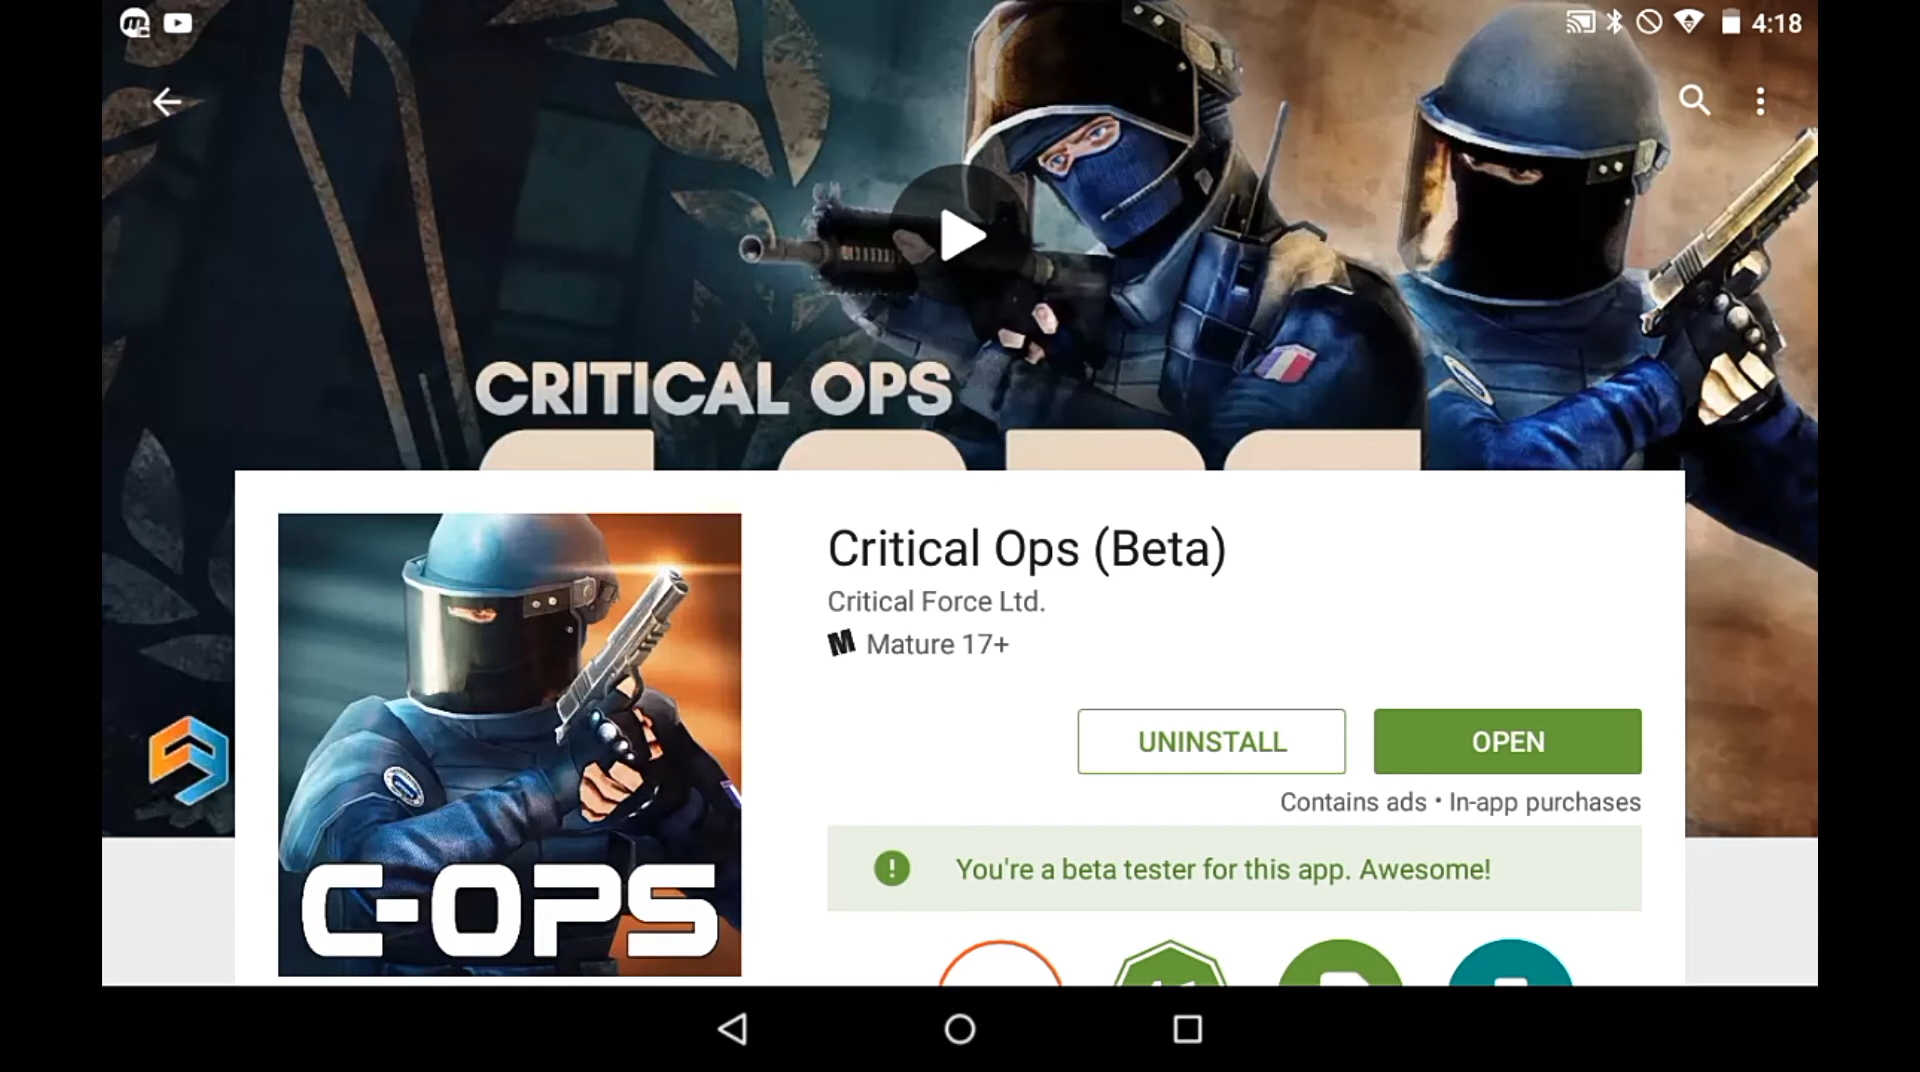 4:18
CRITICAL OPS
Critical Ops (Beta)
Critical Force Ltd.
M Mature 17+
UNINSTALL
OPEN
Contains ads • In-app purchases
! You're a beta tester for this app. Awesome!
C-OPS